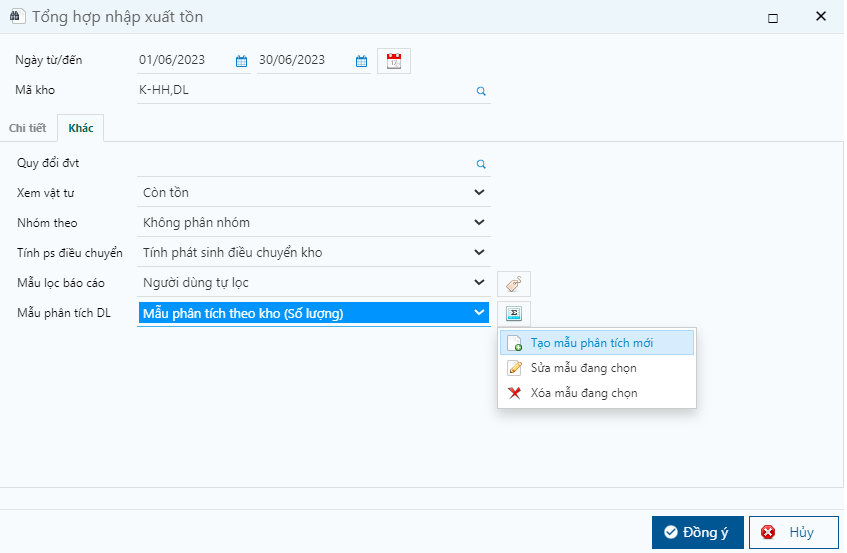 Tổng hợp nhập xuất tồn
Ngày từ/đến 01/06/2023 30/06/2023
Mã kho K-HH,DL
Chi tiết Khác
Quy đổi đvt
Xem vật tư Còn tồn
Nhóm theo Không phân nhóm
Tính ps điều chuyển Tính phát sinh điều chuyển kho
Mẫu lọc báo cáo Người dùng tự lọc
Mẫu phân tích DL Mẫu phân tích theo kho (Số lượng)
Tạo mẫu phân tích mới
Sửa mẫu đang chọn
Xóa mẫu đang chọn
Đồng ý Hủy